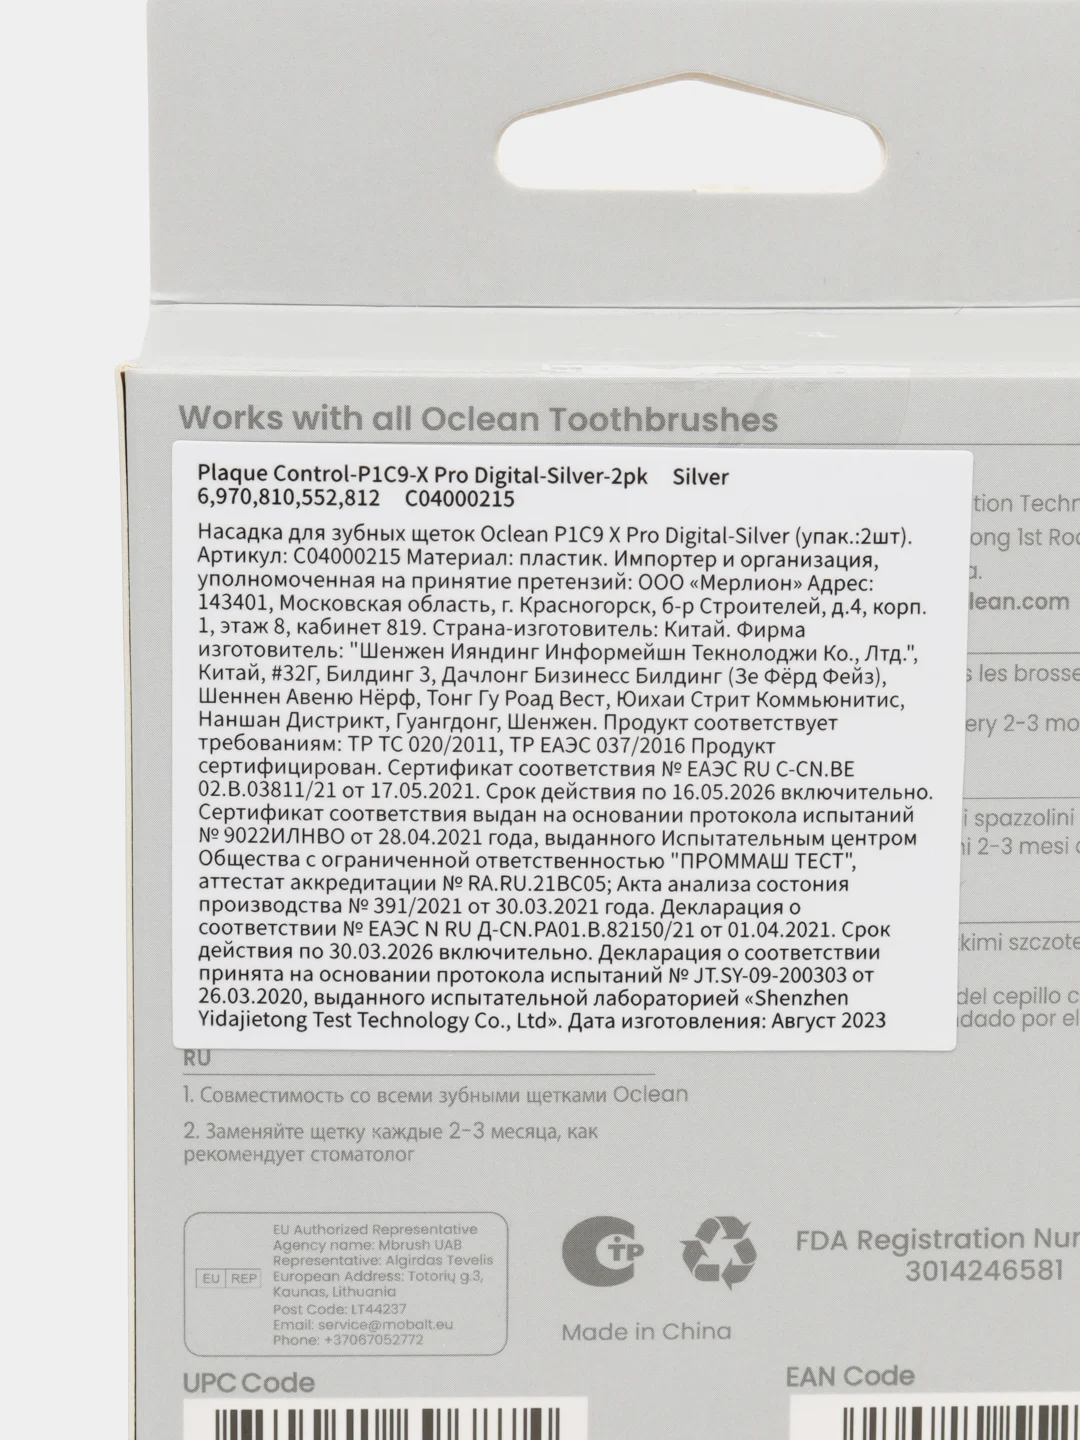 Works with all Oclean Toothbrushes
Plaque Control-P1C9-X Pro Digital-Silver-2pk Silver
6,970,810,552,812 C04000215
Насадка для зубных щеток Oclean P1C9 X Pro Digital-Silver (упак.:2шт).
Артикул: C04000215 Материал: пластик. Импортер и организация,
уполномоченная на принятие претензий: ООО «Мерлион» Адрес:
143401, Московская область, г. Красногорск, б-р Строителей, д.4, корп.
1, этаж 8, кабинет 819. Страна-изготовитель: Китай. Фирма
изготовитель: "Шенжен Ияндинг Информейшн Текнолоджи Ко., Лтд.",
Китай, #32Г, Билдинг 3, Дачлонг Бизинесс Билдинг (Зе Фёрд Фейз),
Шеннен Авеню Нёрф, Тонг Гу Роад Вест, Юихаи Стрит Коммьюнитис,
Наншан Дистрикт, Гуангдонг, Шенжен. Продукт соответствует
требованиям: ТР ТС 020/2011, ТР ЕАЭС 037/2016 Продукт
сертифицирован. Сертификат соответствия № ЕАЭС RU C-CN.BE
02.B.03811/21 от 17.05.2021. Срок действия по 16.05.2026 включительно.
Сертификат соответствия выдан на основании протокола испытаний
№ 9022ИЛНВО от 28.04.2021 года, выданного Испытательным центром
Общества с ограниченной ответственностью "ПРОММАШ ТЕСТ",
аттестат аккредитации № RA.RU.21BC05; Акта анализа состония
производства № 391/2021 от 30.03.2021 года. Декларация о
соответствии № ЕАЭС N RU Д-CN.PA01.B.82150/21 от 01.04.2021. Срок
действия по 30.03.2026 включительно. Декларация о соответствии
принята на основании протокола испытаний № JT.SY-09-200303 от
26.03.2020, выданного испытательной лабораторией «Shenzhen
Yidajietong Test Technology Co., Ltd». Дата изготовления: Август 2023
ong 1st
lean.com
s les
ery 2-3
i spazzolini
ni 2-3 mesi
del cepillo
dado por el
RU
1. Совместимость со всеми зубными щетками Oclean
2. Заменяйте щетку каждые 2-3 месяца, как
рекомендует стоматолог
EU REP
EU Authorized Representative
Agency name: Mbrush UAB
Representative: Algirdas Tevelis
European Address: Totorių g.3,
Kaunas, Lithuania
Post Code: LT44237
Email: service@mobalt.eu
Phone: +37067052772
СТР
Made in China
FDA Registration
3014246581
UPC Code
EAN Code